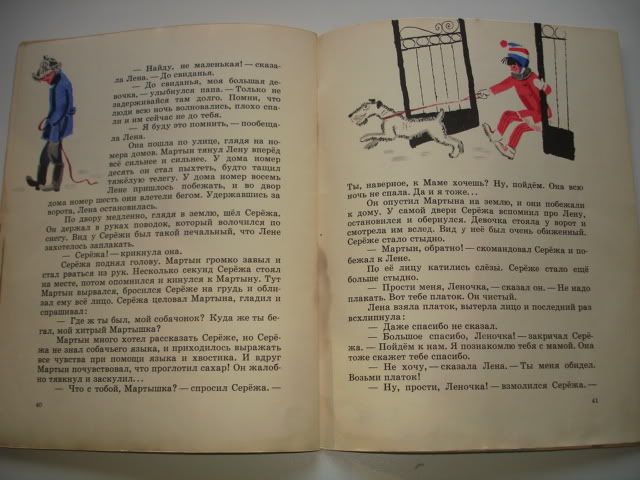 — Найду, не маленькая! — сказа-
ла Лена. — До свиданья.
— До свиданья, моя большая де-
вочка, — улыбнулся папа. — Только не
задерживайся там долго. Помни, что
люди всю ночь волновались, плохо спа-
ли и им сейчас не до тебя.
— Я буду это помнить, — пообеща-
ла Лена.
Она пошла по улице, глядя на но-
мера домов. Мартын тянул Лену вперёд
всё сильнее и сильнее. У дома номер
десять он стал пыхтеть, будто тащил
тяжёлую телегу. У дома номер восемь
Лене пришлось побежать, и во двор
дома номер шесть они влетели бегом. Удержавшись за
ворота, Лена остановилась.
По двору медленно, глядя в землю, шёл Серёжа.
Он держал в руках поводок, который волочился по
снегу. Вид у Серёжи был такой печальный, что Лене
захотелось заплакать.
— Серёжа! — крикнула она.
Серёжа поднял голову. Мартын громко завыл и
стал рваться из рук. Несколько секунд Серёжа стоял
на месте, потом опомнился и кинулся к Мартыну. Тут
Мартын вырвался, бросился Серёже на грудь и обли-
зал ему всё лицо. Серёжа целовал Мартына, гладил и
спрашивал:
— Где ж ты был, мой собачонок? Куда же ты бе-
гал, мой хитрый Мартышка?
Мартын много хотел рассказать Серёже, но Серё-
жа не знал собачьего языка, и приходилось выражать
все чувства при помощи языка и хвостика. И вдруг
Мартын почувствовал, что проглотил сахар! Он жалоб-
но тявкнул и заскулил...
— Что с тобой, Мартышка? — спросил Серёжа. —
40
Ты, наверное, к Маме хочешь? Ну, пойдём. Она всю
ночь не спала. Да и я тоже...
Он опустил Мартына на землю, и они побежали
к дому. У самой двери Серёжа вспомнил про Лену,
остановился и обернулся. Девочка стояла у ворот и
смотрела им вслед. Вид у неё был очень обиженный.
Серёже стало стыдно.
— Мартын, обратно! — скомандовал Серёжа и по-
бежал к Лене.
По её лицу катились слёзы. Серёже стало ещё
больше стыдно.
— Прости меня, Леночка, — сказал он. — Не надо
плакать. Вот тебе платок. Он чистый.
Лена взяла платок, вытерла лицо и последний раз
всхлипнула:
— Даже спасибо не сказал.
— Большое спасибо, Леночка! — закричал Серё-
жа. — Пойдём к нам. Я познакомлю тебя с мамой. Она
тоже скажет тебе спасибо.
— Не хочу, — сказала Лена. — Ты меня обидел.
Возьми платок!
— Ну, прости, Леночка! — взмолился Серёжа. —
41